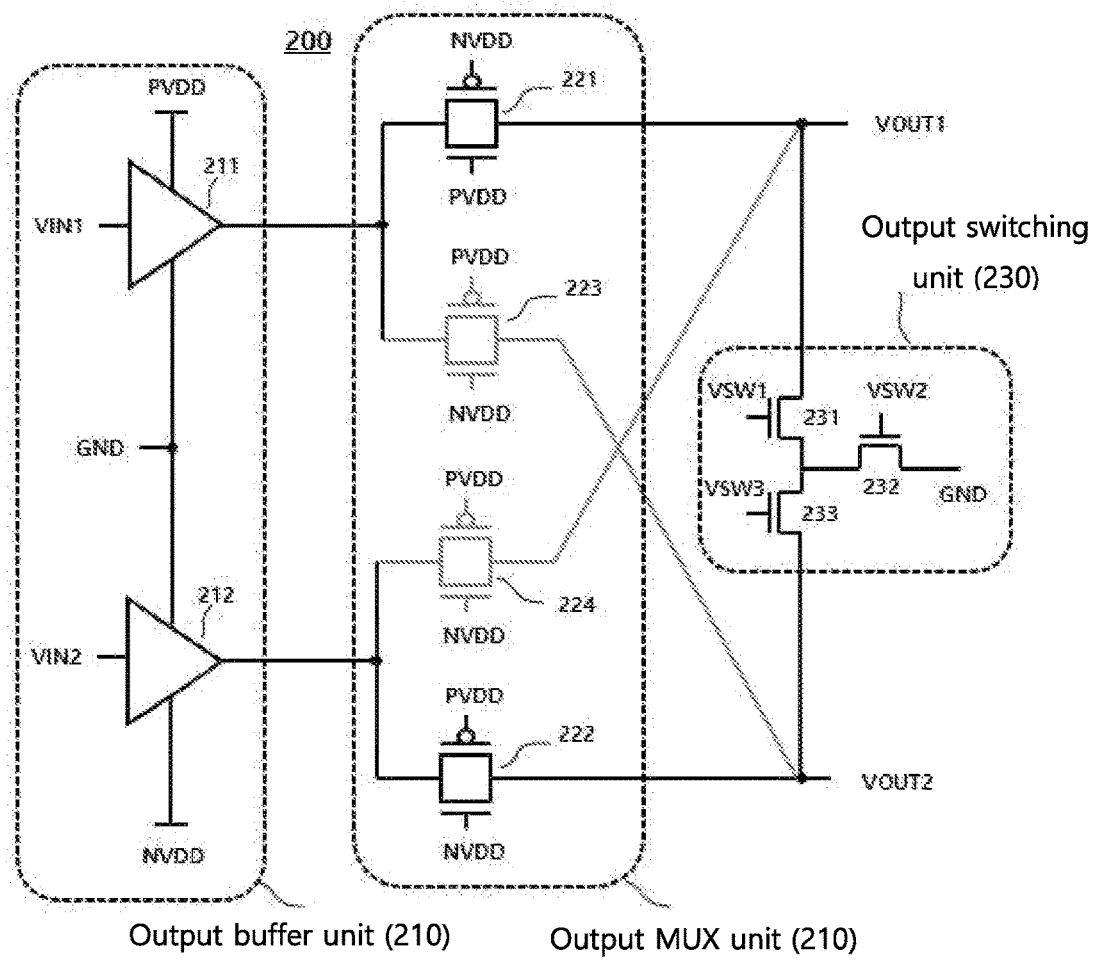 200
NVDD
221
PVDD
PVDD
211
VOUT1
VIN1
PVDD
Output switching
unit (230)
PVDD
223
NVDD
VSW1
VSW2
231
GND
PVDD
VSW3
232
GND
233
212
224
NVDD
VIN2
PVDD
222
VOUT2
NVDD
NVDD
Output buffer unit (210)
Output MUX unit (210)